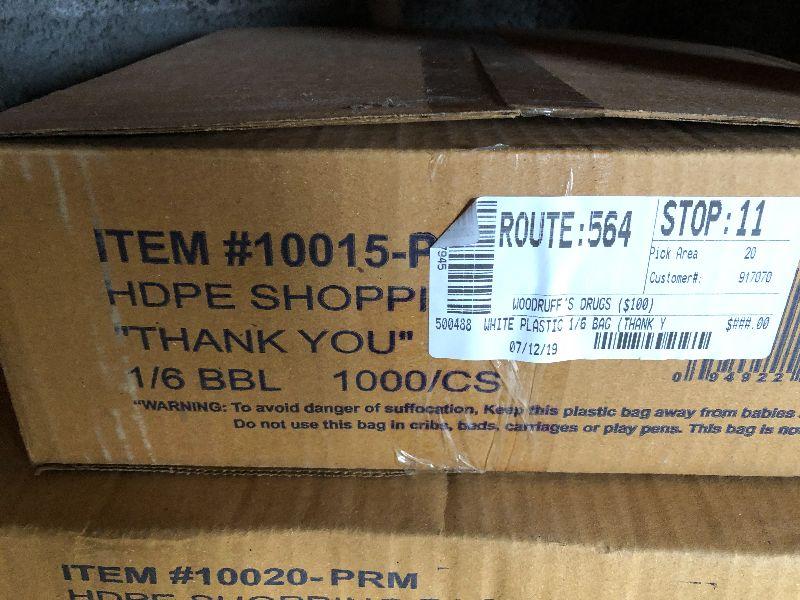 ITEM #10015-P
HDPE SHOPPI
"THANK YOU"
1/6 BBL 1000/CS
"WARNING: To avoid danger of suffocation, Keep this plastic bag away from babies
Do not use this bag in cribs, beds, carriages or play pens. This bag is no
7945
ROUTE:564
STOP:11
Pick Area 20
Customer#: 917070
WOODRUFF'S DRUGS ($100)
500488 WHITE PLASTIC 1/6 BAG (THANK Y $###.00
07/12/19
0 94922
ITEM #10020-PRM